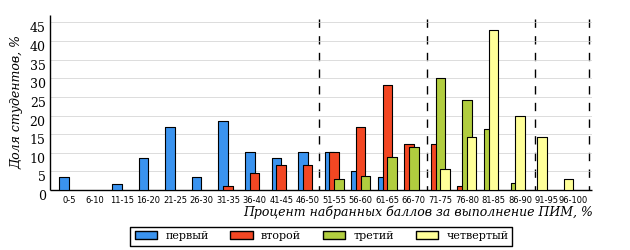 Доля студентов, %
45
40
35
30
25
20
15
10
5
0
0-5 6-10 11-15 16-20 21-25 26-30 31-35 36-40 41-45 46-50 51-55 56-60 61-65 66-70 71-75 76-80 81-85 86-90 91-95 96-100
Процент набранных баллов за выполнение ПИМ, %
первый второй третий четвертый